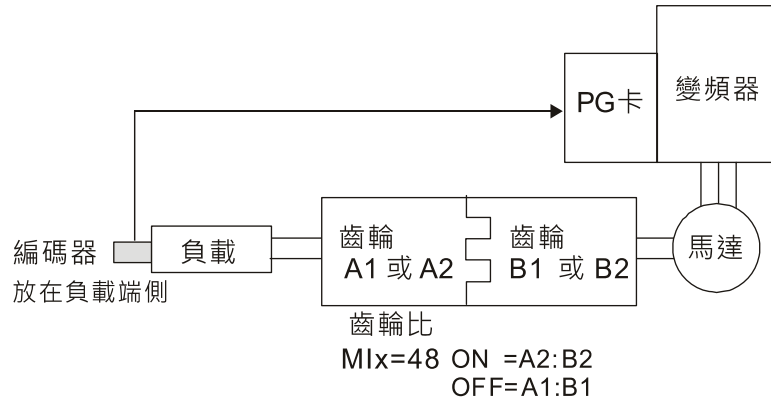 PG卡
變頻器
編碼器
放在負載端側
負載
齒輪
A1 或 A2
齒輪
B1 或 B2
馬達
齒輪比
MIx=48 ON =A2:B2
OFF=A1:B1